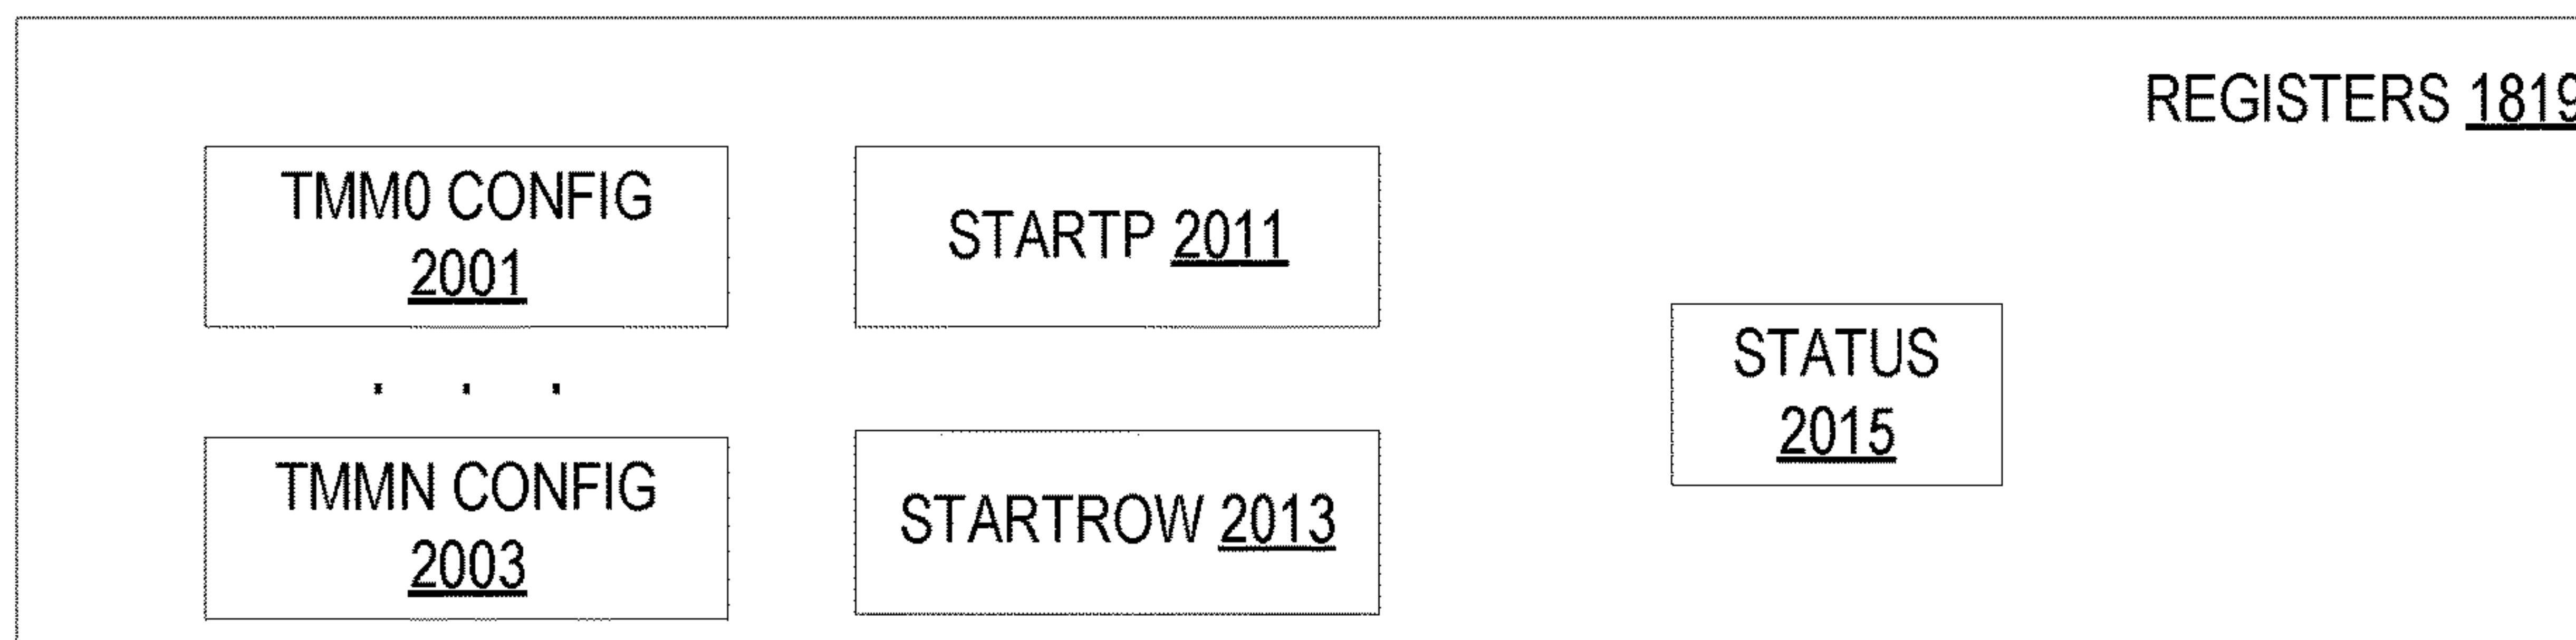 REGISTERS 1819
TMM0 CONFIG
2001
STARTP 2011
. . .
TMMN CONFIG
2003
STARTROW 2013
STATUS
2015